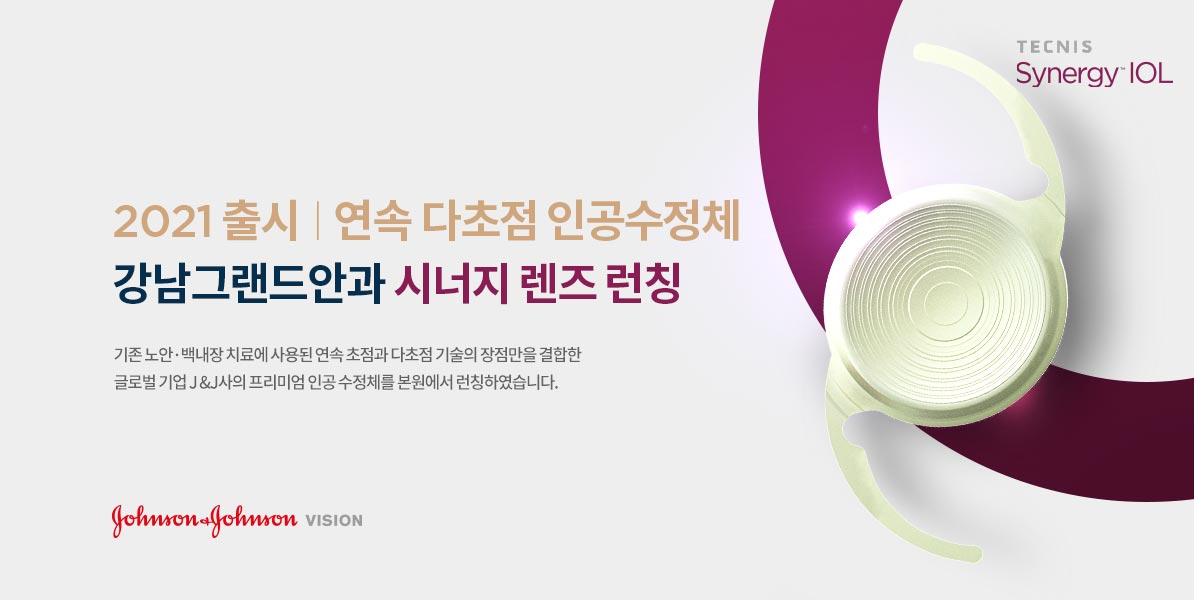 TECNIS
Synergy™ IOL
2021 출시 | 연속 다초점 인공수정체
강남그랜드안과 시너지 렌즈 런칭
기존 노안·백내장 치료에 사용된 연속 초점과 다초점 기술의 장점만을 결합한
글로벌 기업 J &J사의 프리미엄 인공 수정체를 본원에서 런칭하였습니다.
Johnson&Johnson VISION